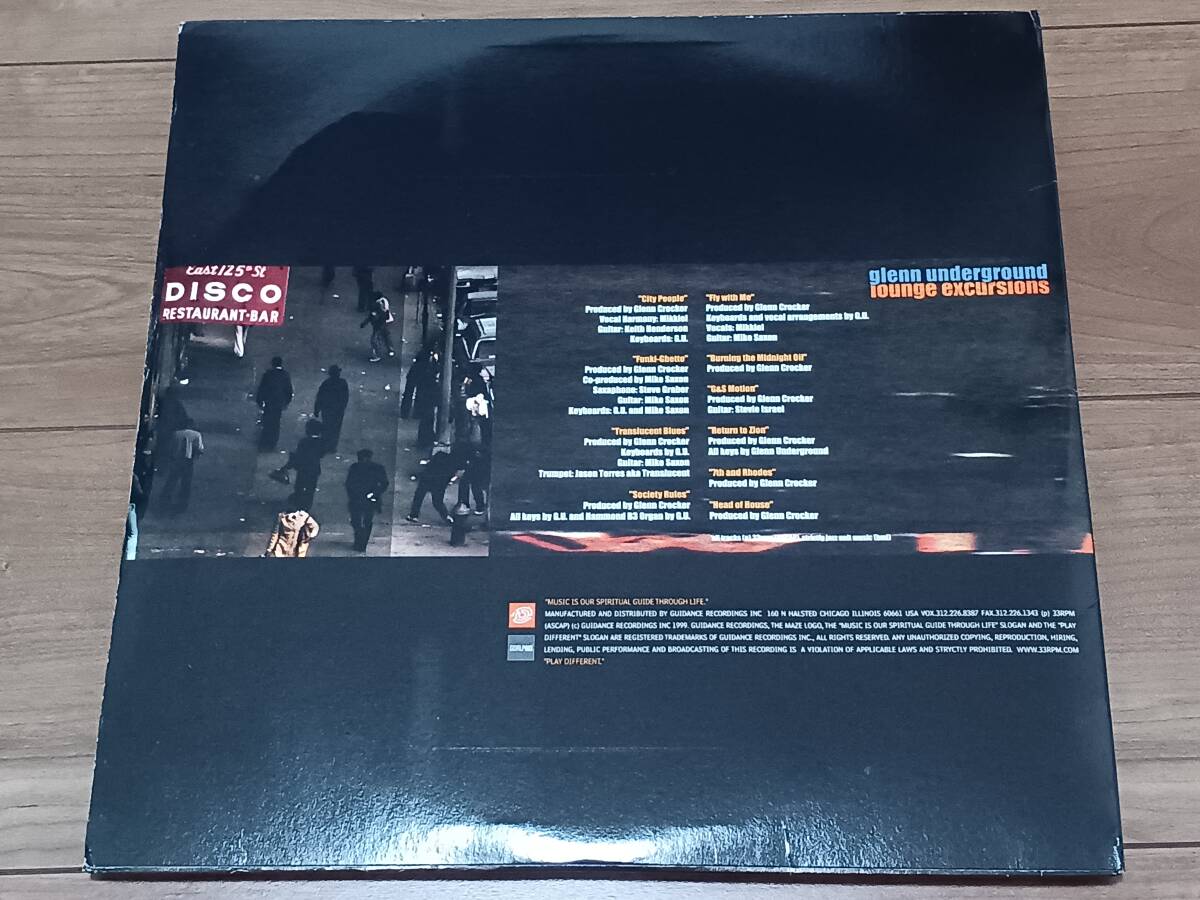 East 125th St
DISCO
RESTAURANT-BAR
glenn underground
lounge excursions
"City People"
Produced by Glenn Crocker
Vocal Harmony: Mikkiel
Guitar: Keith Henderson
Keyboards: G.U.
"Funki-Ghetto"
Produced by Glenn Crocker
Co-produced by Mike Saxon
Saxaphone: Steve Graber
Guitar: Mike Saxon
Keyboards: G.U. and Mike Saxon
"Translucent Blues"
Produced by Glenn Crocker
Keyboards by G.U.
Guitar: Mike Saxon
Trumpet: Jason Torres aka Translucent
"Society Rules"
Produced by Glenn Crocker
All keys by G.U. and Hammond B3 Organ by G.U.
"Fly with Me"
Produced by Glenn Crocker
Keyboards and vocal arrangements by G.U.
Vocals: Mikkiel
Guitar: Mike Saxon
"Burning the Midnight Oil"
Produced by Glenn Crocker
"G&S Motion"
Produced by Glenn Crocker
Guitar: Stevie Israel
"Return to Zion"
Produced by Glenn Crocker
All keys by Glenn Underground
"7th and Rhodes"
Produced by Glenn Crocker
"Head of House"
Produced by Glenn Crocker
all tracks (p) strictly jazz unit music (bmi)
"MUSIC IS OUR SPIRITUAL GUIDE THROUGH LIFE."
MANUFACTURED AND DISTRIBUTED BY GUIDANCE RECORDINGS INC 160 N HALSTED CHICAGO ILLINOIS 60661 USA VOX.312.226.8387 FAX.312.226.1343 (p) 33RPM
(ASCAP) (c) GUIDANCE RECORDINGS INC 1999. GUIDANCE RECORDINGS, THE MAZE LOGO, THE "MUSIC IS OUR SPIRITUAL GUIDE THROUGH LIFE" SLOGAN AND THE "PLAY
DIFFERENT" SLOGAN ARE REGISTERED TRADEMARKS OF GUIDANCE RECORDINGS INC., ALL RIGHTS RESERVED. ANY UNAUTHORIZED COPYING, REPRODUCTION, HIRING,
LENDING, PUBLIC PERFORMANCE AND BROADCASTING OF THIS RECORDING IS A VIOLATION OF APPLICABLE LAWS AND STRYCTLY PROHIBITED. WWW.33RPM.COM
"PLAY DIFFERENT."